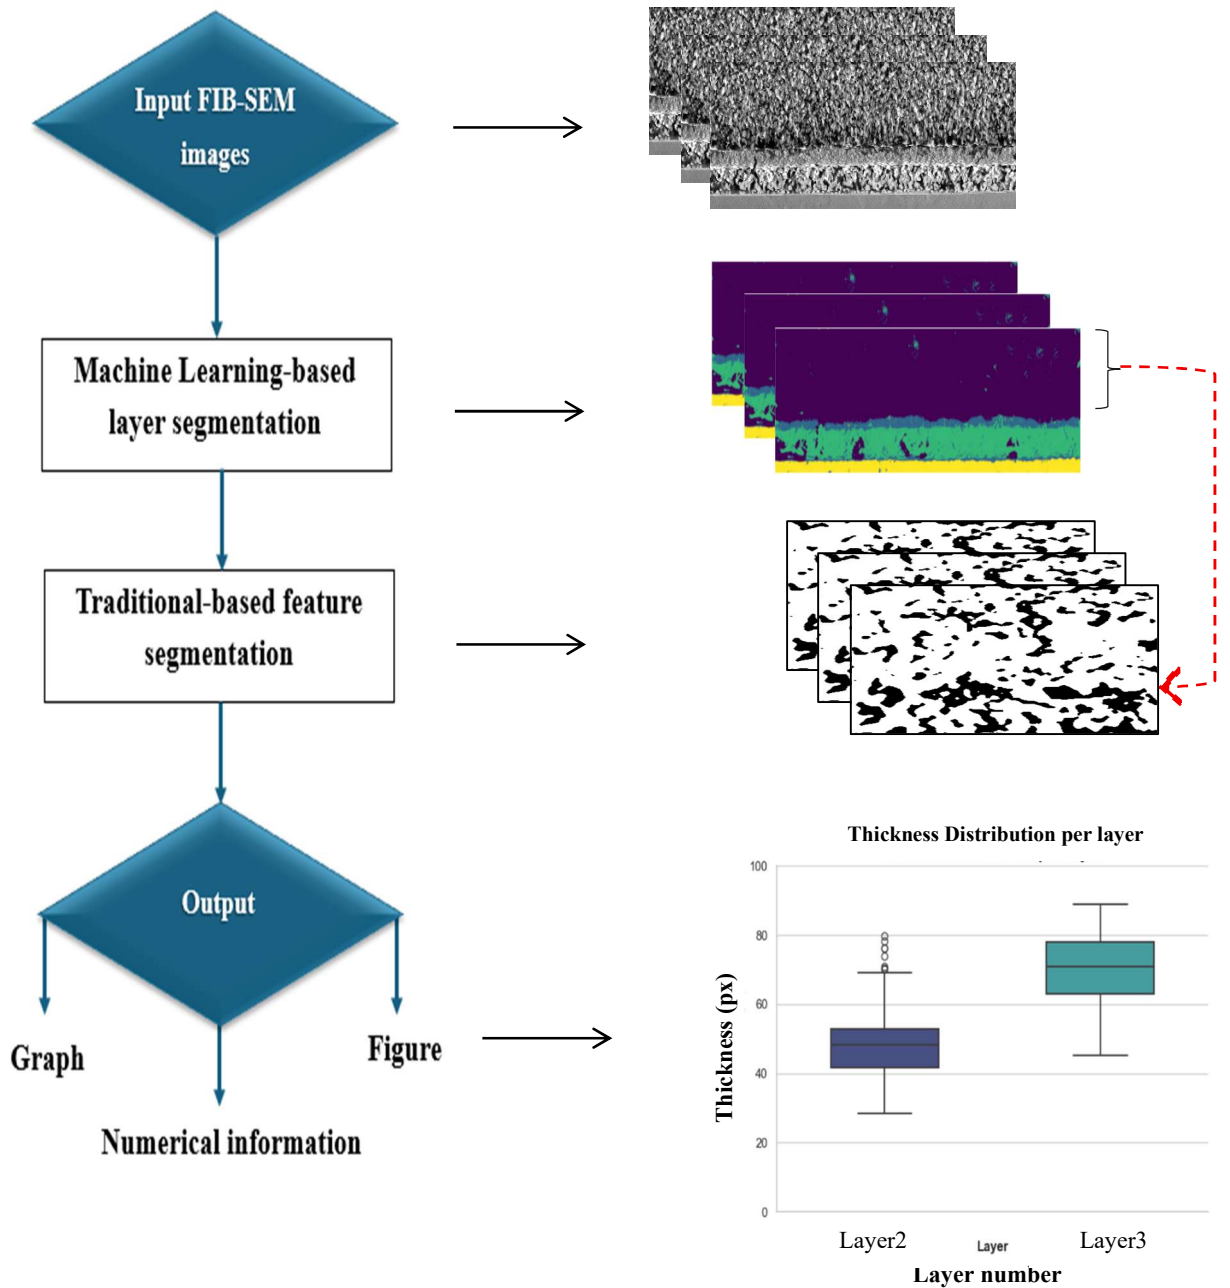 Input FIB-SEM
images
Machine Learning-based
layer segmentation
Traditional-based feature
segmentation
Output
Graph
Figure
Numerical information
Thickness Distribution per layer
Thickness (px)
100
80
60
40
20
0
Layer2
Layer
Layer3
Layer number